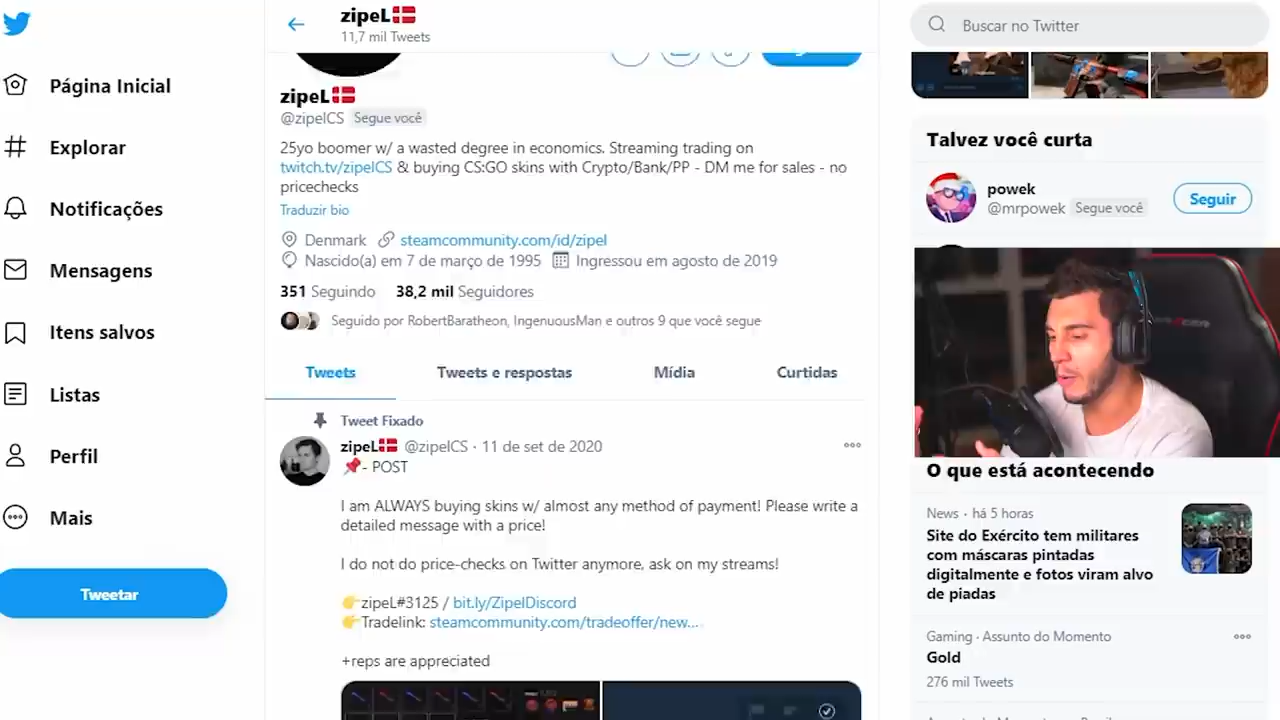 zipeL🇩🇰
11,7 mil Tweets
Buscar no Twitter
Página Inicial
Explorar
Notificações
Mensagens
Itens salvos
Listas
Perfil
Mais
Tweetar
zipeL🇩🇰
@zipelCS Segue você
25yo boomer w/ a wasted degree in economics. Streaming trading on
twitch.tv/zipelCS & buying CS:GO skins with Crypto/Bank/PP - DM me for sales - no
pricechecks
Traduzir bio
Denmark steamcommunity.com/id/zipel
Nascido(a) em 7 de março de 1995 Ingressou em agosto de 2019
351 Seguindo 38,2 mil Seguidores
Seguido por RobertBaratheon, IngenuousMan e outros 9 que você segue
Tweets Tweets e respostas Mídia Curtidas
Tweet Fixado
zipeL🇩🇰 @zipelCS · 11 de set de 2020
📌- POST
I am ALWAYS buying skins w/ almost any method of payment! Please write a
detailed message with a price!
I do not do price-checks on Twitter anymore, ask on my streams!
👉zipeL#3125 / bit.ly/ZipelDiscord
👉Tradelink: steamcommunity.com/tradeoffer/new...
+reps are appreciated
Talvez você curta
powek
@mrpowek Segue você
Seguir
O que está acontecendo
News · há 5 horas
Site do Exército tem militares
com máscaras pintadas
digitalmente e fotos viram alvo
de piadas
Gaming · Assunto do Momento
Gold
276 mil Tweets